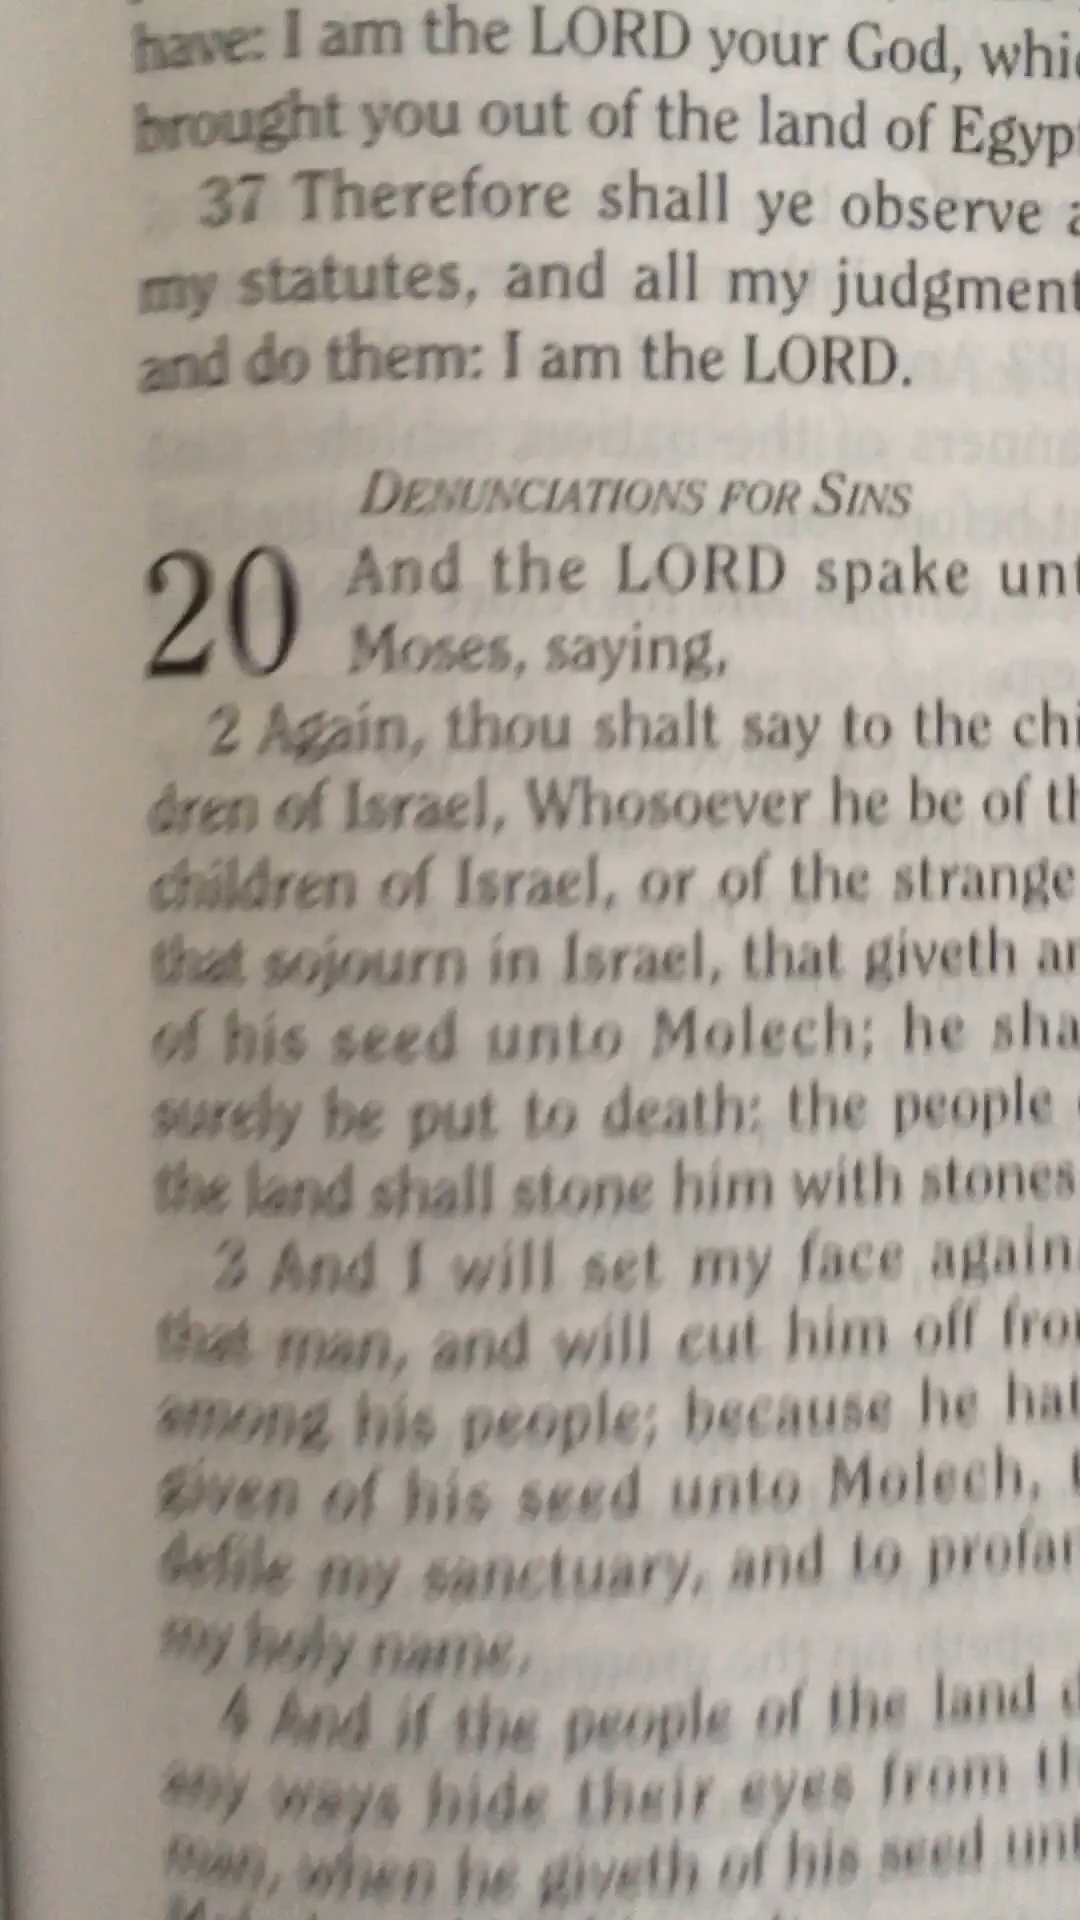 have: I am the LORD your God, whic
brought you out of the land of Egyp
37 Therefore shall ye observe a
my statutes, and all my judgment
and do them: I am the LORD.
DENUNCIATIONS FOR SINS
20 And the LORD spake unt
Moses, saying,
2 Again, thou shalt say to the chi
dren of Israel, Whosoever he be of th
children of Israel, or of the strange
that sojourn in Israel, that giveth an
of his seed unto Molech; he sha
surely be put to death: the people
the land shall stone him with stones
3 And I will set my face again
that man, and will cut him off fro
among his people; because he hat
given of his seed unto Molech, t
defile my sanctuary, and to profa
my holy name.
4 And if the people of the land d
any ways hide their eyes from th
man, when he giveth of his seed unt